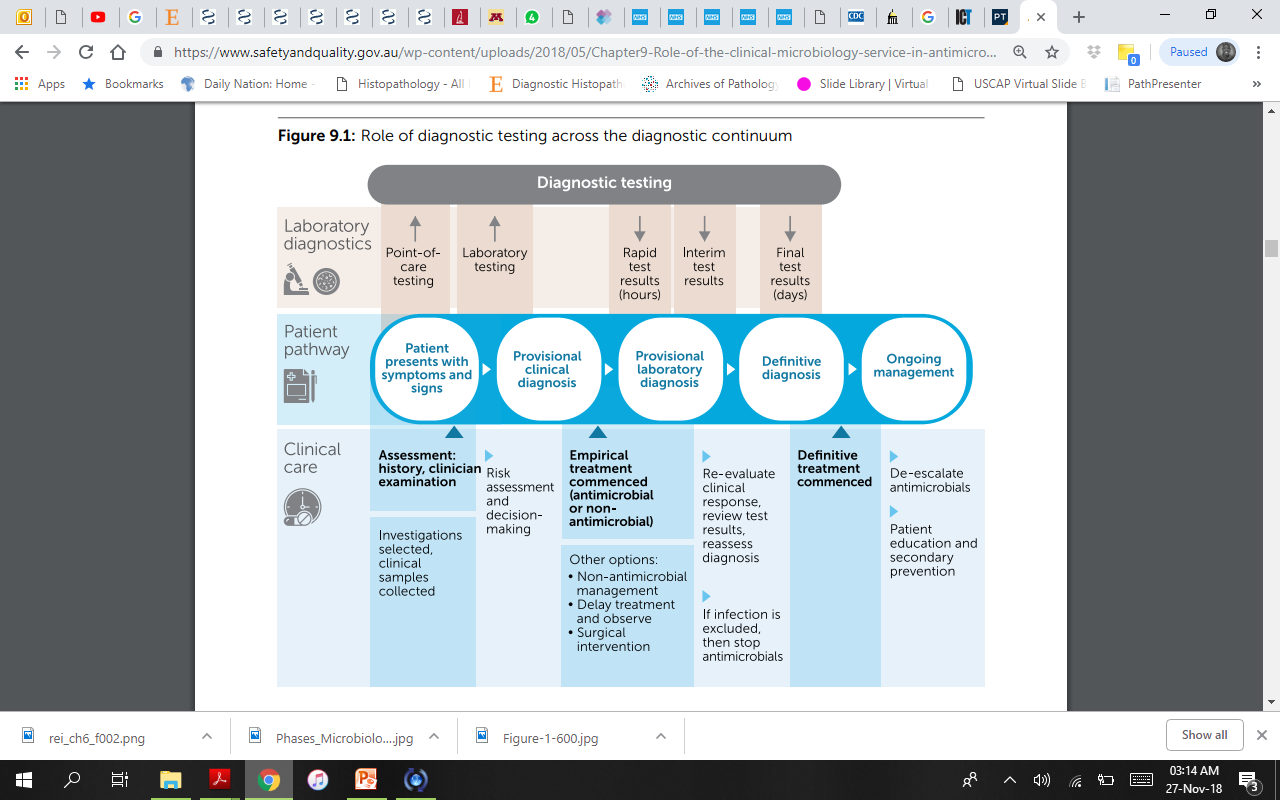 https://www.safetyandquality.gov.au/wp-content/uploads/2018/05/Chapter9-Role-of-the-clinical-microbiology-service-in-antimicro...
Paused
0
Apps
Bookmarks
Daily Nation: Home -
Histopathology - All
Diagnostic Histopath
Archives of Pathology
Slide Library | Virtual
USCAP Virtual Slide B
PathPresenter
»
Figure 9.1: Role of diagnostic testing across the diagnostic continuum
Diagnostic testing
Laboratory
diagnostics
Point-of-
care
testing
Laboratory
testing
Rapid
test
results
(hours)
Interim
test
results
Final
test
results
(days)
Patient
pathway
Patient
presents with
symptoms and
signs
Provisional
clinical
diagnosis
Provisional
laboratory
diagnosis
Definitive
diagnosis
Ongoing
management
Clinical
care
Assessment:
history, clinician
examination
Investigations
selected,
clinical
samples
collected
Risk
assessment
and
decision-
making
Empirical
treatment
commenced
(antimicrobial
or non-
antimicrobial)
Other options:
• Non-antimicrobial
management
• Delay treatment
and observe
• Surgical
intervention
Re-evaluate
clinical
response,
review test
results,
reassess
diagnosis
If infection is
excluded,
then stop
antimicrobials
Definitive
treatment
commenced
De-escalate
antimicrobials
Patient
education and
secondary
prevention
rei_ch6_f002.png
Phases_Microbiolo....jpg
Figure-1-600.jpg
Show all
03:14 AM
27-Nov-18
3